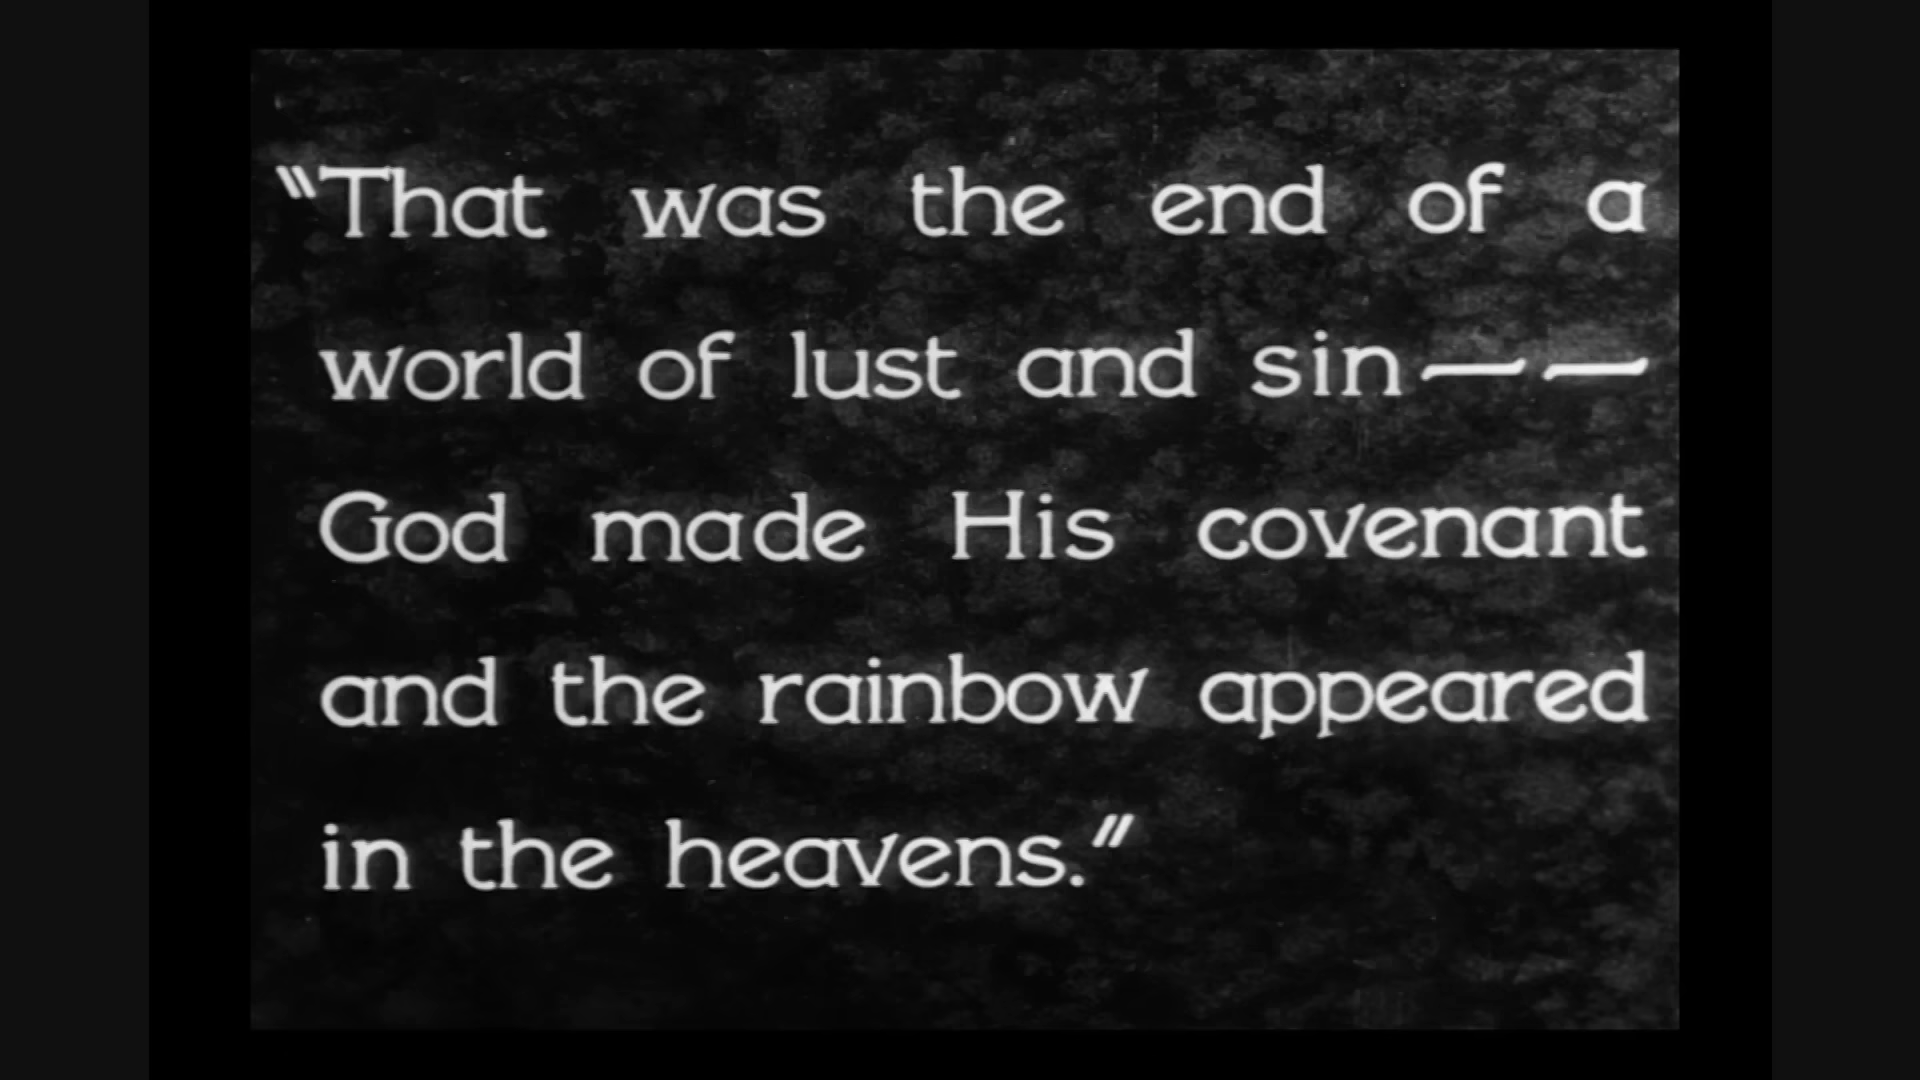 "That was the end of a
world of lust and sin——
God made His covenant
and the rainbow appeared
in the heavens."